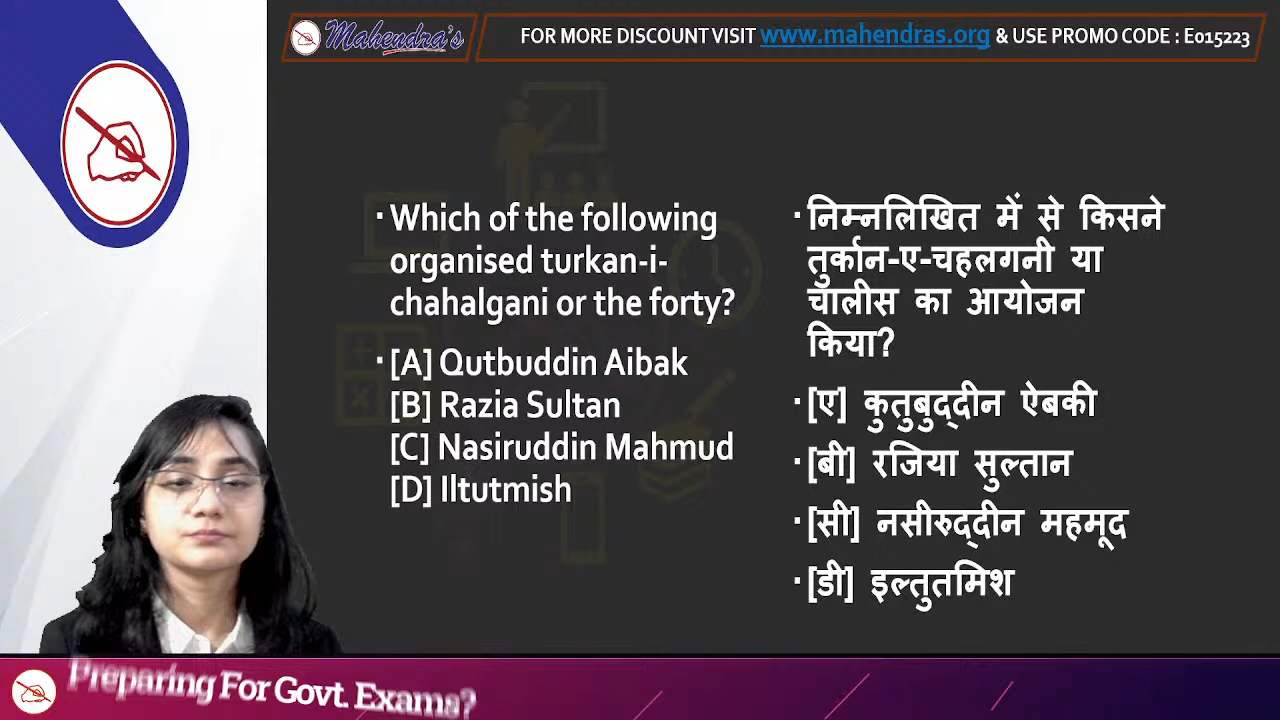 Mahendra's
FOR MORE DISCOUNT VISIT www.mahendras.org & USE PROMO CODE : E015223
· Which of the following
organised turkan-i-
chahalgani or the forty?
· [A] Qutbuddin Aibak
[B] Razia Sultan
[C] Nasiruddin Mahmud
[D] Iltutmish
· निम्नलिखित में से किसने
तुर्कान-ए-चहलगनी या
चालीस का आयोजन
किया?
· [ए] कुतुबुद्दीन ऐबकी
· [बी] रजिया सुल्तान
· [सी] नसीरुद्दीन महमूद
· [डी] इल्तुतमिश
Preparing For Govt. Exams?